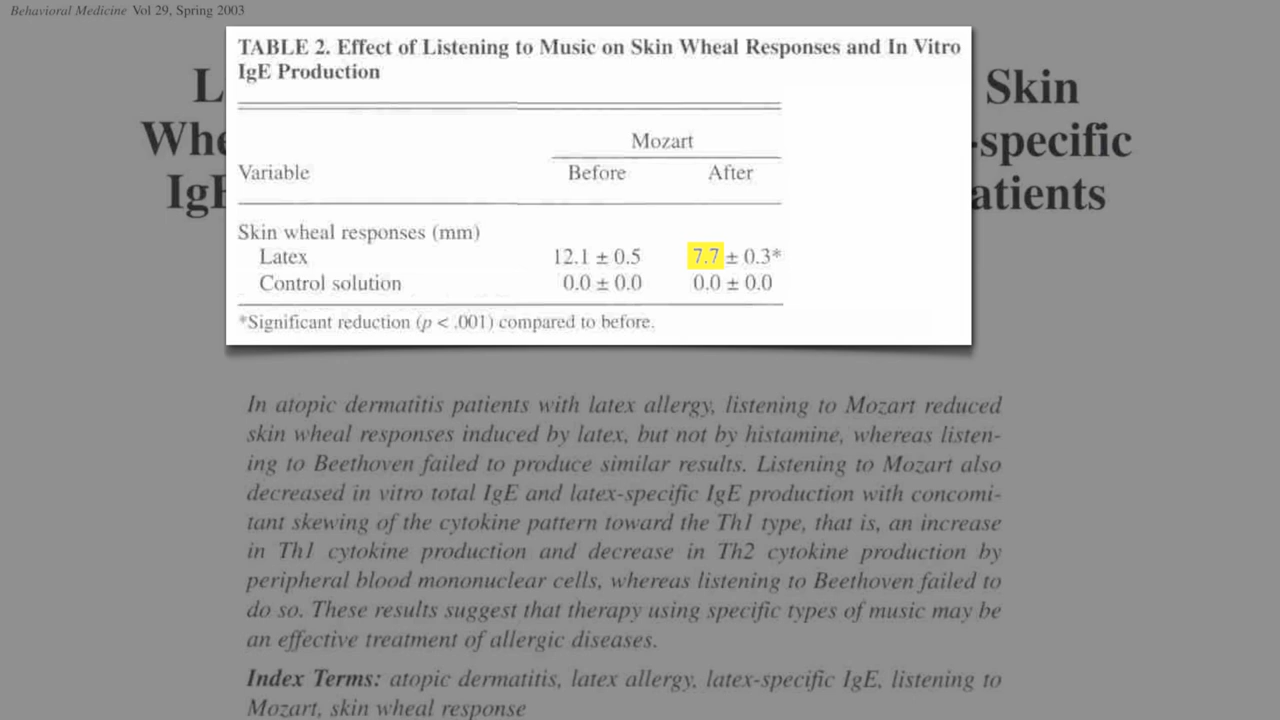 Behavioral Medicine Vol 29, Spring 2003
TABLE 2. Effect of Listening to Music on Skin Wheal Responses and In Vitro
IgE Production
Mozart
Variable Before After
Skin wheal responses (mm)
Latex 12.1 ± 0.5 7.7 ± 0.3*
Control solution 0.0 ± 0.0 0.0 ± 0.0
*Significant reduction (p < .001) compared to before.
Skin
-specific
In atopic dermatitis patients with latex allergy, listening to Mozart reduced
skin wheal responses induced by latex, but not by histamine, whereas listen-
ing to Beethoven failed to produce similar results. Listening to Mozart also
decreased in vitro total IgE and latex-specific IgE production with concomi-
tant skewing of the cytokine pattern toward the Th1 type, that is, an increase
in Th1 cytokine production and decrease in Th2 cytokine production by
peripheral blood mononuclear cells, whereas listening to Beethoven failed to
do so. These results suggest that therapy using specific types of music may be
an effective treatment of allergic diseases.
Index Terms: atopic dermatitis, latex allergy, latex-specific IgE, listening to
Mozart, skin wheal response